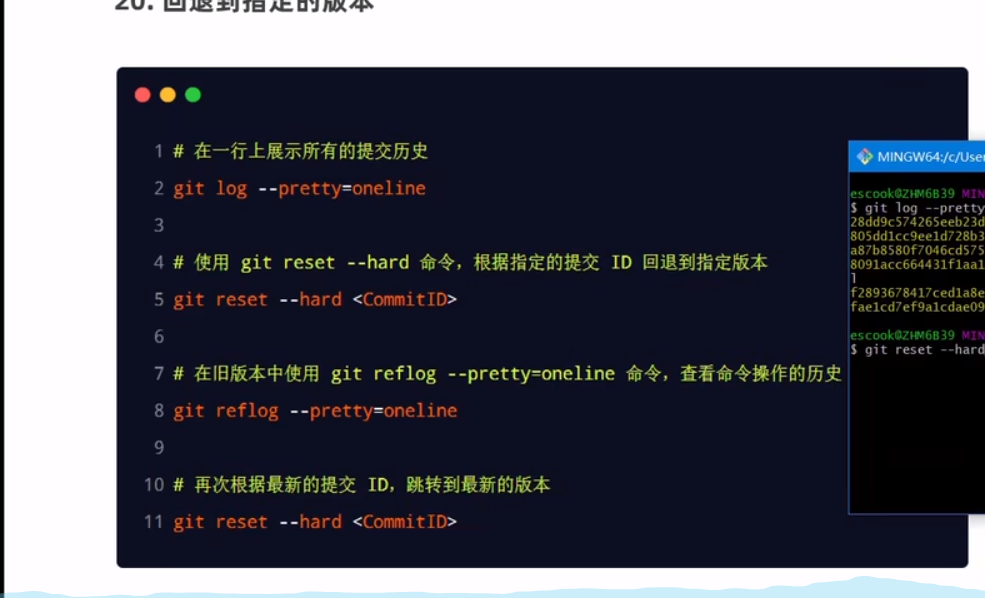 20. 回退到指定的版本
1 # 在一行上展示所有的提交历史
2 git log --pretty=oneline
3
4 # 使用 git reset --hard 命令，根据指定的提交 ID 回退到指定版本
5 git reset --hard <CommitID>
6
7 # 在旧版本中使用 git reflog --pretty=oneline 命令，查看命令操作的历史
8 git reflog --pretty=oneline
9
10 # 再次根据最新的提交 ID，跳转到最新的版本
11 git reset --hard <CommitID>
MINGW64:/c/User
escook@ZHM6B39 MIN
$ git log --pretty
28dd9c574265eeb23d
805dd1cc9ee1d728b3
a87b8580f7046cd575
8091acc664431f1aa1
l
f2893678417ced1a8e
fae1cd7ef9a1cdae09
escook@ZHM6B39 MIN
$ git reset --hard